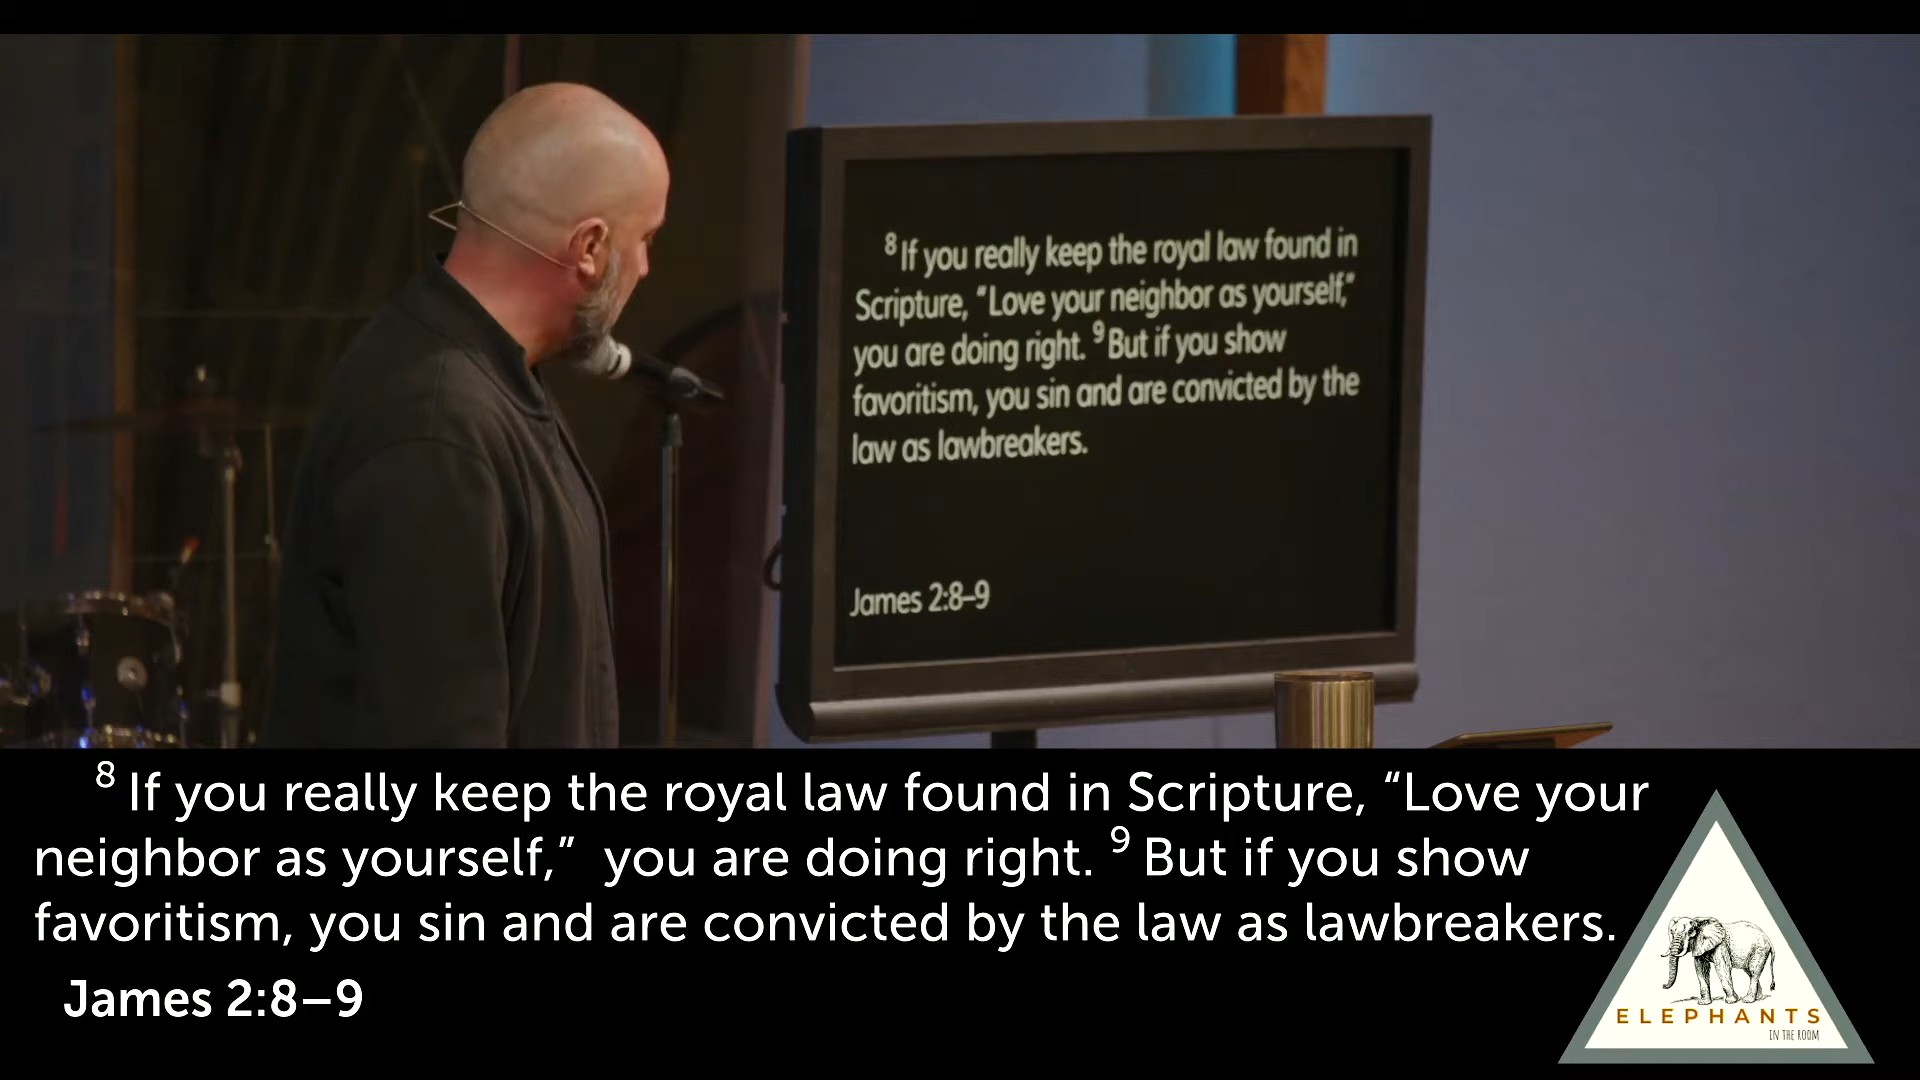 ⁸ If you really keep the royal law found in
Scripture, “Love your neighbor as yourself,”
you are doing right. ⁹ But if you show
favoritism, you sin and are convicted by the
law as lawbreakers.
James 2:8–9
⁸ If you really keep the royal law found in Scripture, “Love your
neighbor as yourself,” you are doing right. ⁹ But if you show
favoritism, you sin and are convicted by the law as lawbreakers.
James 2:8–9
ELEPHANTS
IN THE ROOM